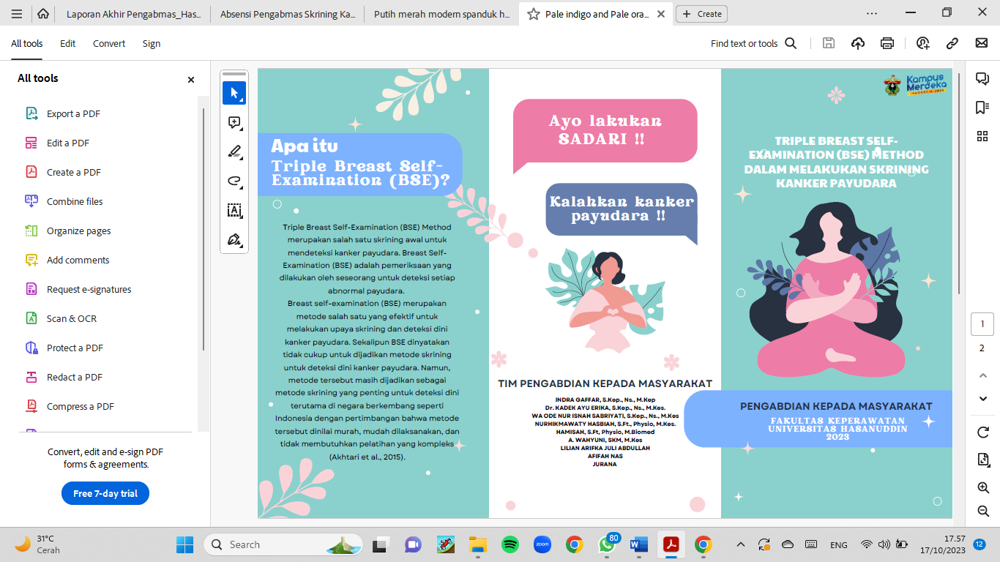 Laporan Akhir Pengabmas_Has...
Absensi Pengabmas Skrining Ka...
Putih merah modern spanduk h...
Pale indigo and Pale ora...
Create
All tools
Edit
Convert
Sign
Find text or tools
All tools
Export a PDF
Edit a PDF
Create a PDF
Combine files
Organize pages
Add comments
Request e-signatures
Scan & OCR
Protect a PDF
Redact a PDF
Compress a PDF
Convert, edit and e-sign PDF
forms & agreements.
Free 7-day trial
Apa itu
Triple Breast Self-
Examination (BSE)?
Triple Breast Self-Examination (BSE) Method
merupakan salah satu skrining awal untuk
mendeteksi kanker payudara. Breast Self-
Examination (BSE) adalah pemeriksaan yang
dilakukan oleh seseorang untuk deteksi setiap
abnormal payudara.
Breast self-examination (BSE) merupakan
metode salah satu yang efektif untuk
melakukan upaya skrining dan deteksi dini
kanker payudara. Sekalipun BSE dinyatakan
tidak cukup untuk dijadikan metode skrining
untuk deteksi dini kanker payudara. Namun,
metode tersebut masih dijadikan sebagai
metode skrining yang penting untuk deteksi dini
terutama di negara berkembang seperti
Indonesia dengan pertimbangan bahwa metode
tersebut dinilai murah, mudah dilaksanakan, dan
tidak membutuhkan pelatihan yang kompleks
(Akhtari et al., 2015).
Ayo lakukan
SADARI !!
Kalahkan kanker
payudara !!
TIM PENGABDIAN KEPADA MASYARAKAT
INDRA GAFFAR, S.Kep., Ns., M.Kep
Dr. KADEK AYU ERIKA, S.Kep., Ns., M.Kes.
WA ODE NUR ISNAH SABRIYATI, S.Kep., Ns., M.Kes
NURHIKMAWATY HASBIAH, S.Ft., Physio, M.Kes.
HAMISAH, S.Ft, Physio, M.Biomed
A. WAHYUNI, SKM, M.Kes
LILIAN ARIFKA JULI ABDULLAH
AFIFAH NAS
JURANA
Kampus
Merdeka
INDONESIA JAYA
TRIPLE BREAST SELF-
EXAMINATION (BSE) METHOD
DALAM MELAKUKAN SKRINING
KANKER PAYUDARA
PENGABDIAN KEPADA MASYARAKAT
FAKULTAS KEPERAWATAN
UNIVERSITAS HASANUDDIN
2023
1
2
31°C
Cerah
Search
zoom
80
ENG
17.57
17/10/2023
12